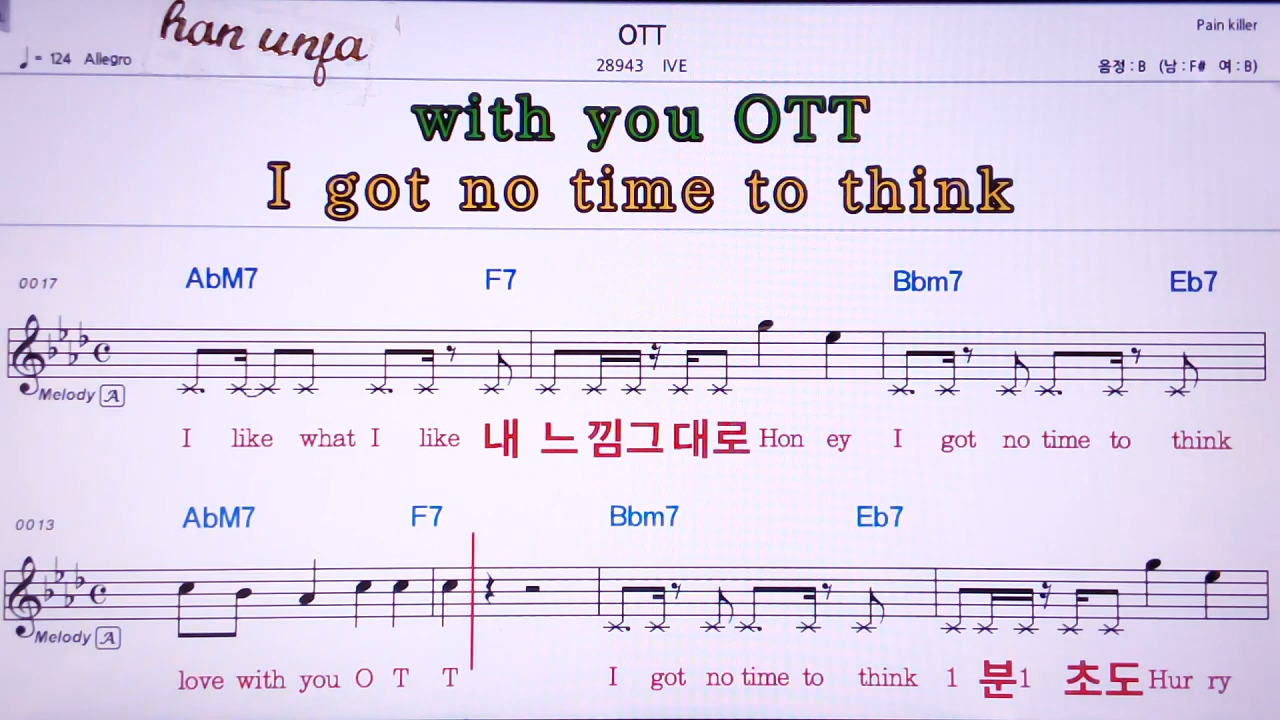 han unja
OTT
Pain killer
♩= 124 Allegro
28943 IVE
음정 : B (남 : F# 여 : B)
with you OTT
I got no time to think
0017
AbM7 F7 Bbm7 Eb7
Melody A
I like what I like 내 느낌그대로 Hon ey I got no time to think
0013
AbM7 F7 Bbm7 Eb7
Melody A
love with you O T T I got no time to think 1 분1 초도 Hur ry